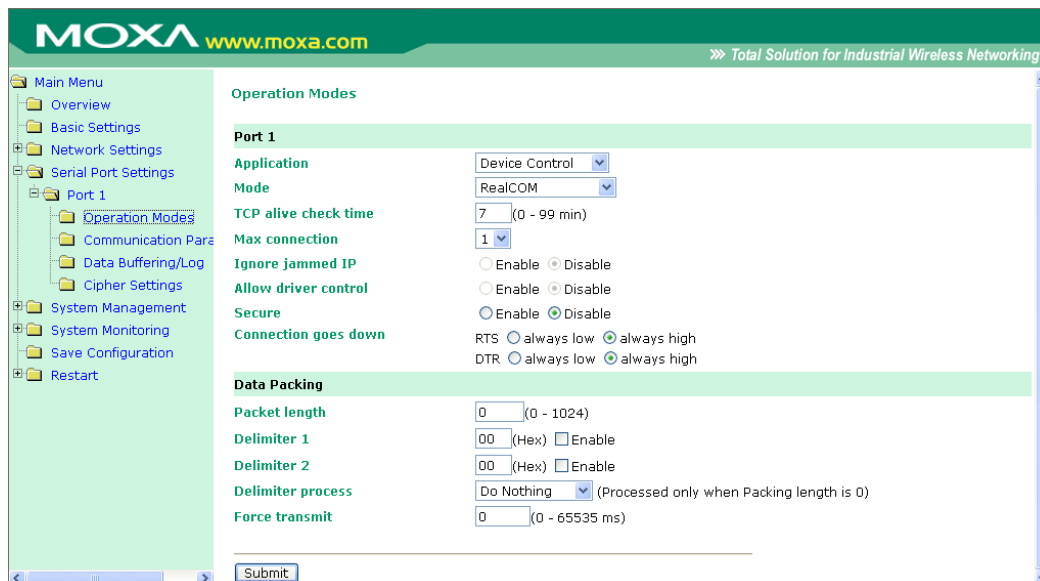 MOXA www.moxa.com
Total Solution for Industrial Wireless Networking
Main Menu
Overview
Basic Settings
Network Settings
Serial Port Settings
Port 1
Operation Modes
Communication Para
Data Buffering/Log
Cipher Settings
System Management
System Monitoring
Save Configuration
Restart
Operation Modes
Port 1
Application Device Control
Mode RealCOM
TCP alive check time 7 (0 - 99 min)
Max connection 1
Ignore jammed IP Enable Disable
Allow driver control Enable Disable
Secure Enable Disable
Connection goes down RTS always low always high
DTR always low always high
Data Packing
Packet length 0 (0 - 1024)
Delimiter 1 00 (Hex) Enable
Delimiter 2 00 (Hex) Enable
Delimiter process Do Nothing (Processed only when Packing length is 0)
Force transmit 0 (0 - 65535 ms)
Submit